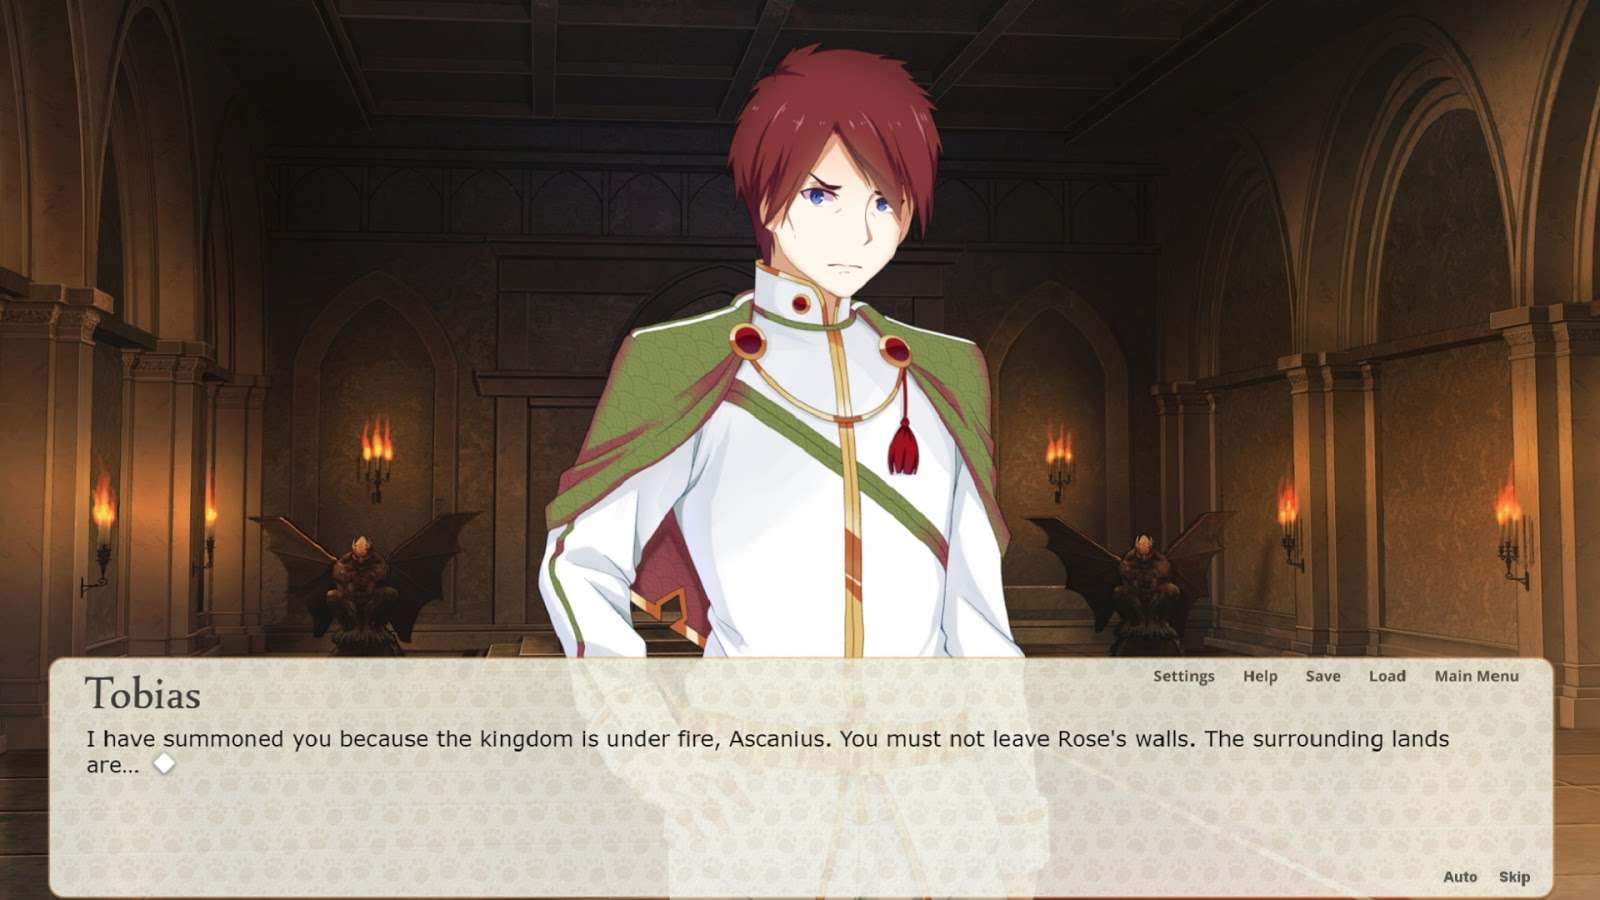 Settings Help Save Load Main Menu
Tobias
I have summoned you because the kingdom is under fire, Ascanius. You must not leave Rose's walls. The surrounding lands
are...
Auto Skip